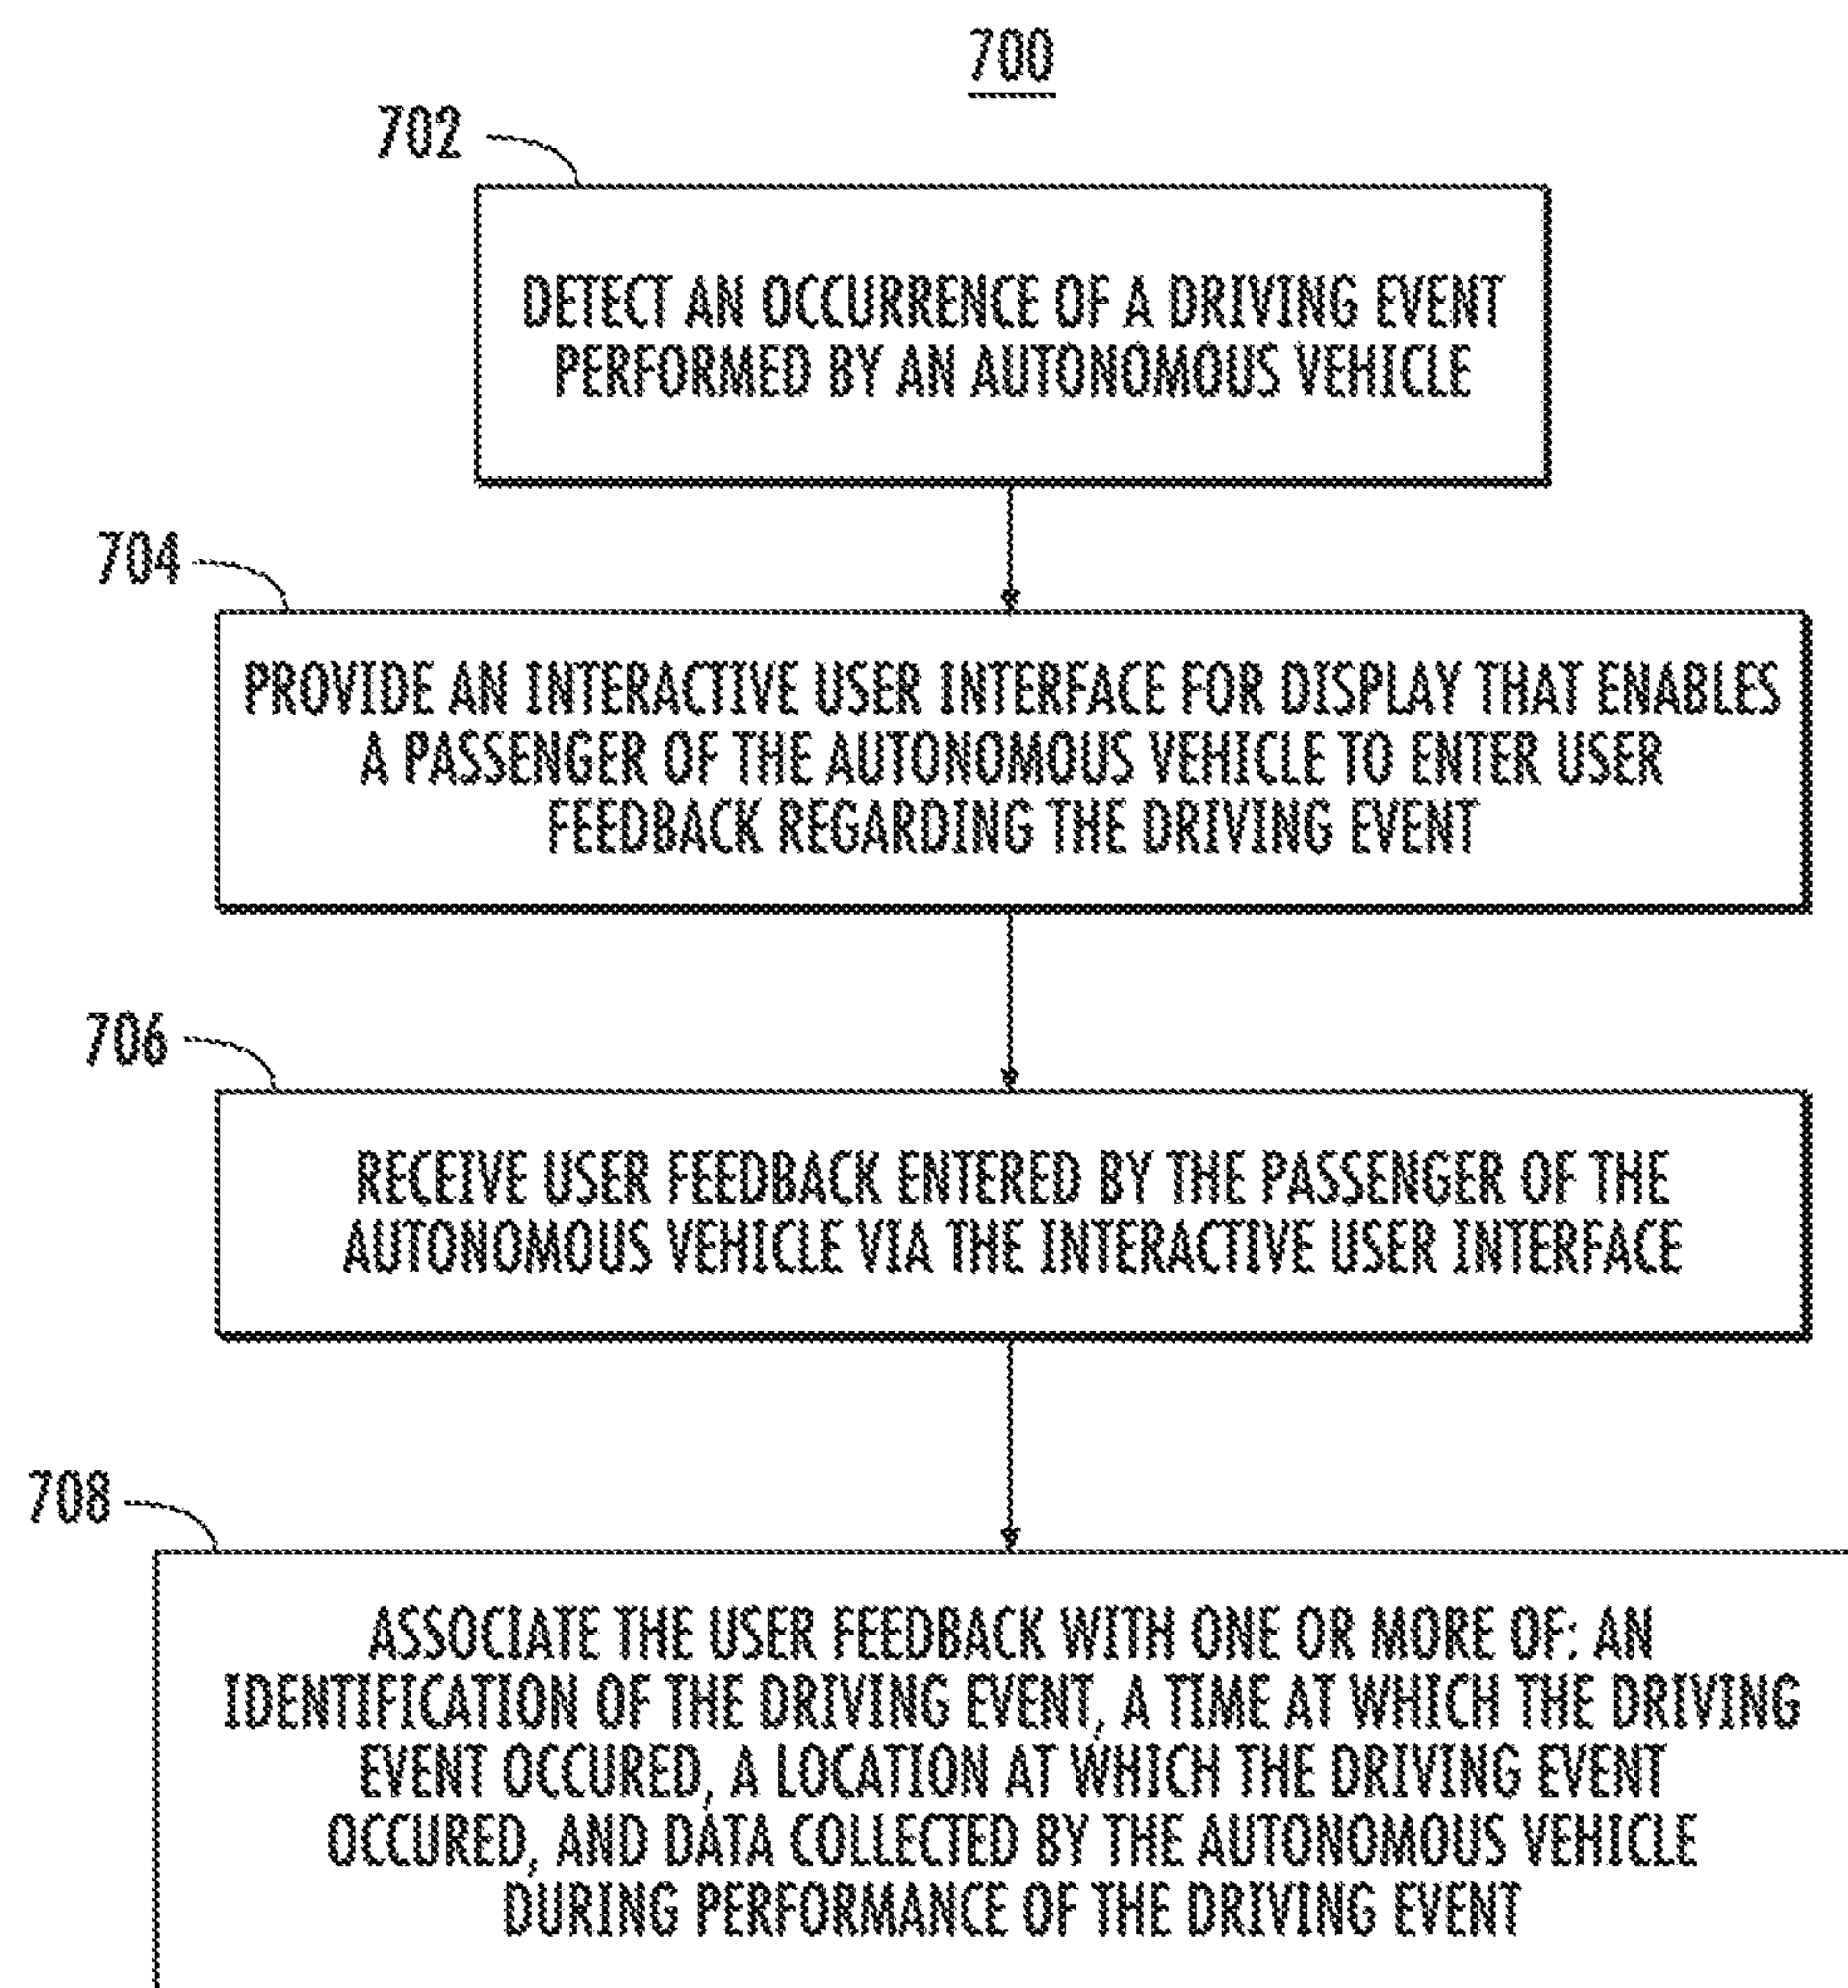 700
702
DETECT AN OCCURRENCE OF A DRIVING EVENT
PERFORMED BY AN AUTONOMOUS VEHICLE
704
PROVIDE AN INTERACTIVE USER INTERFACE FOR DISPLAY THAT ENABLES
A PASSENGER OF THE AUTONOMOUS VEHICLE TO ENTER USER
FEEDBACK REGARDING THE DRIVING EVENT
706
RECEIVE USER FEEDBACK ENTERED BY THE PASSENGER OF THE
AUTONOMOUS VEHICLE VIA THE INTERACTIVE USER INTERFACE
708
ASSOCIATE THE USER FEEDBACK WITH ONE OR MORE OF: AN
IDENTIFICATION OF THE DRIVING EVENT, A TIME AT WHICH THE DRIVING
EVENT OCCURED, A LOCATION AT WHICH THE DRIVING EVENT
OCCURED, AND DATA COLLECTED BY THE AUTONOMOUS VEHICLE
DURING PERFORMANCE OF THE DRIVING EVENT